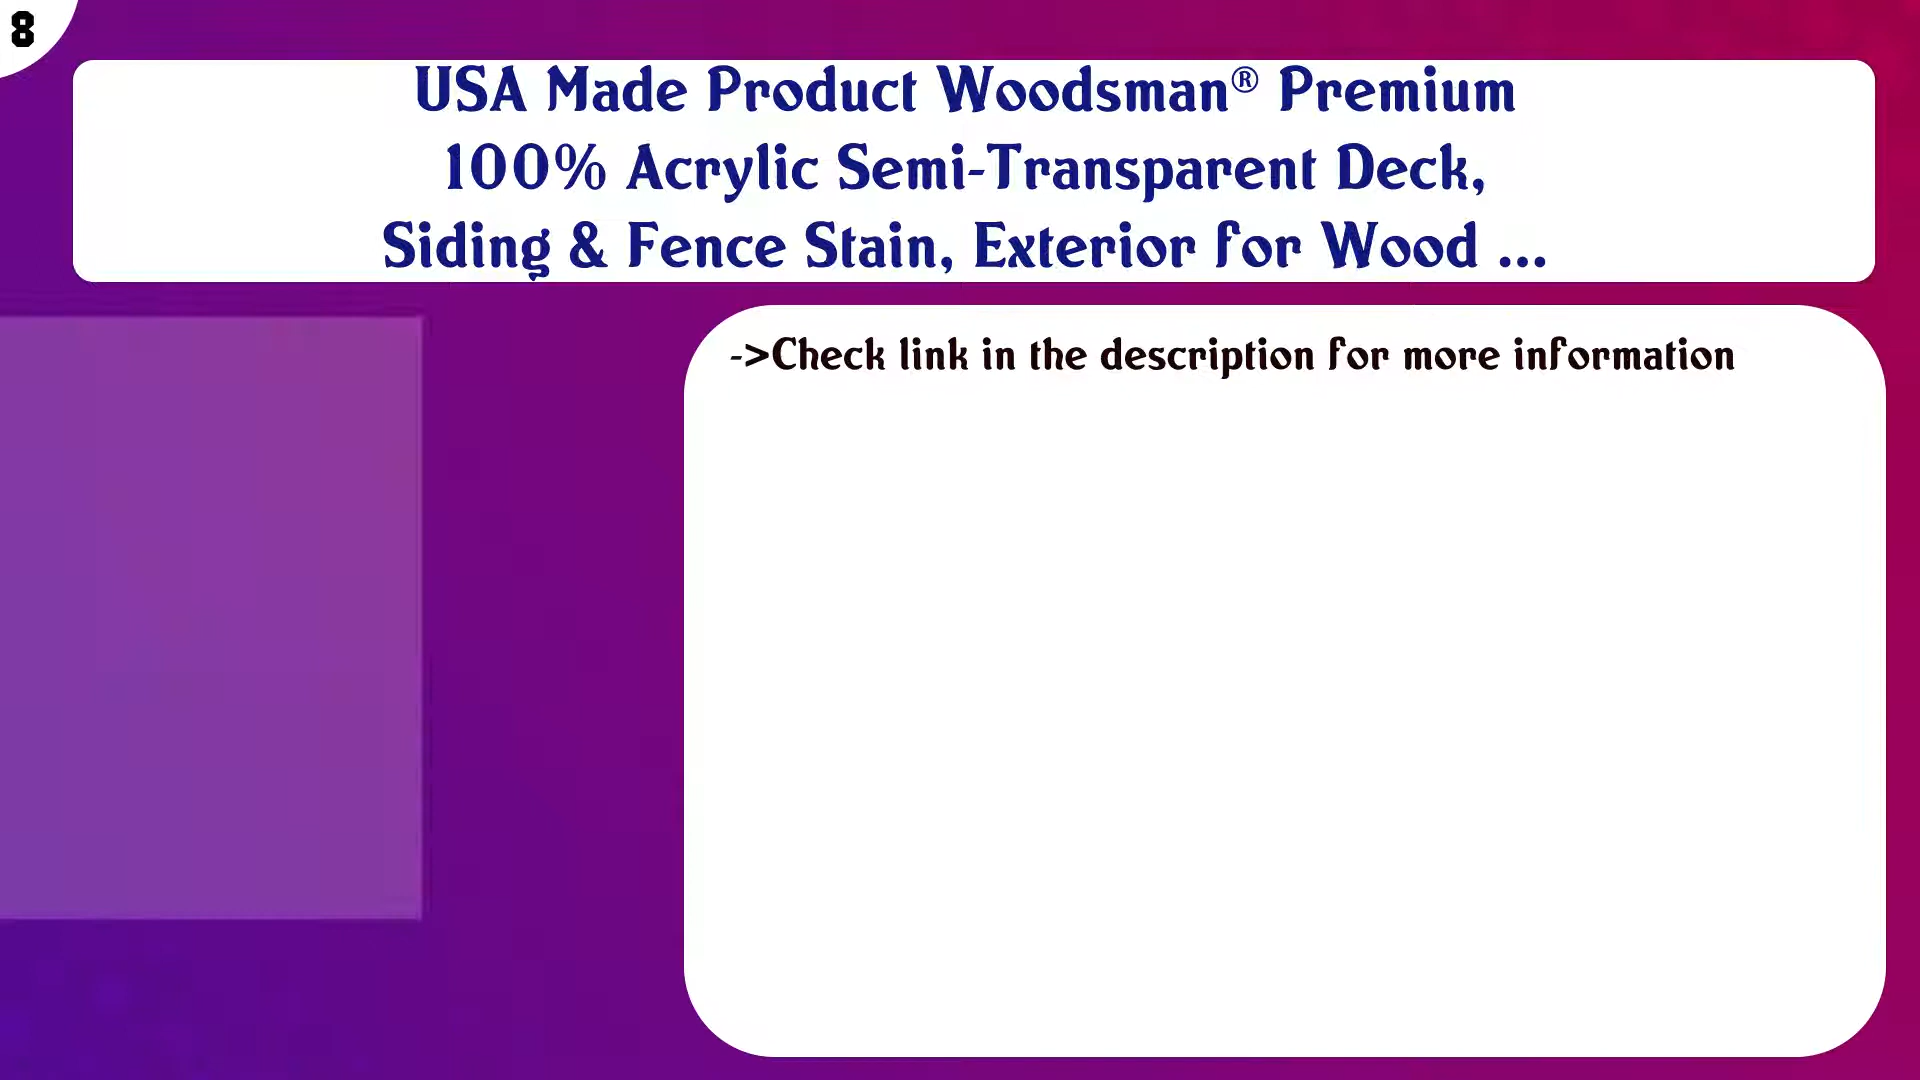 8
USA Made Product Woodsman® Premium
100% Acrylic Semi-Transparent Deck,
Siding & Fence Stain, Exterior for Wood ...
->Check link in the description for more information